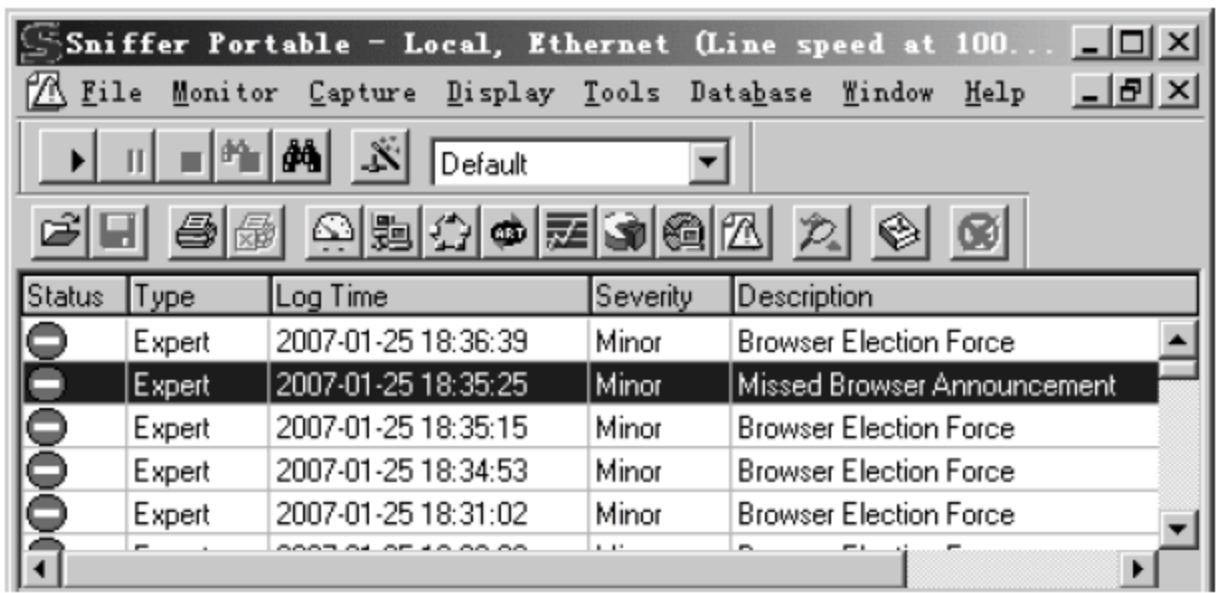 Sniffer Portable - Local, Ethernet (Line speed at 100...
File Monitor Capture Display Tools Database Window Help
Default
ART
Status Type Log Time Severity Description
Expert 2007-01-25 18:36:39 Minor Browser Election Force
Expert 2007-01-25 18:35:25 Minor Missed Browser Announcement
Expert 2007-01-25 18:35:15 Minor Browser Election Force
Expert 2007-01-25 18:34:53 Minor Browser Election Force
Expert 2007-01-25 18:31:02 Minor Browser Election Force